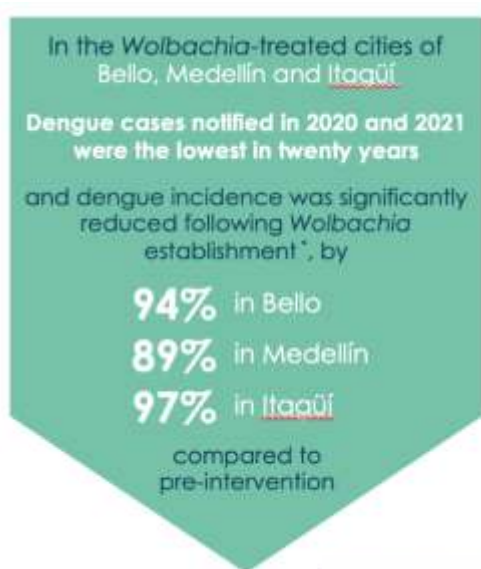 In the Wolbachia-treated cities of
Bello, Medellín and Itagüí
Dengue cases notified in 2020 and 2021
were the lowest in twenty years
and dengue incidence was significantly
reduced following Wolbachia
establishment*, by
94% in Bello
89% in Medellín
97% in Itagüí
compared to
pre-intervention